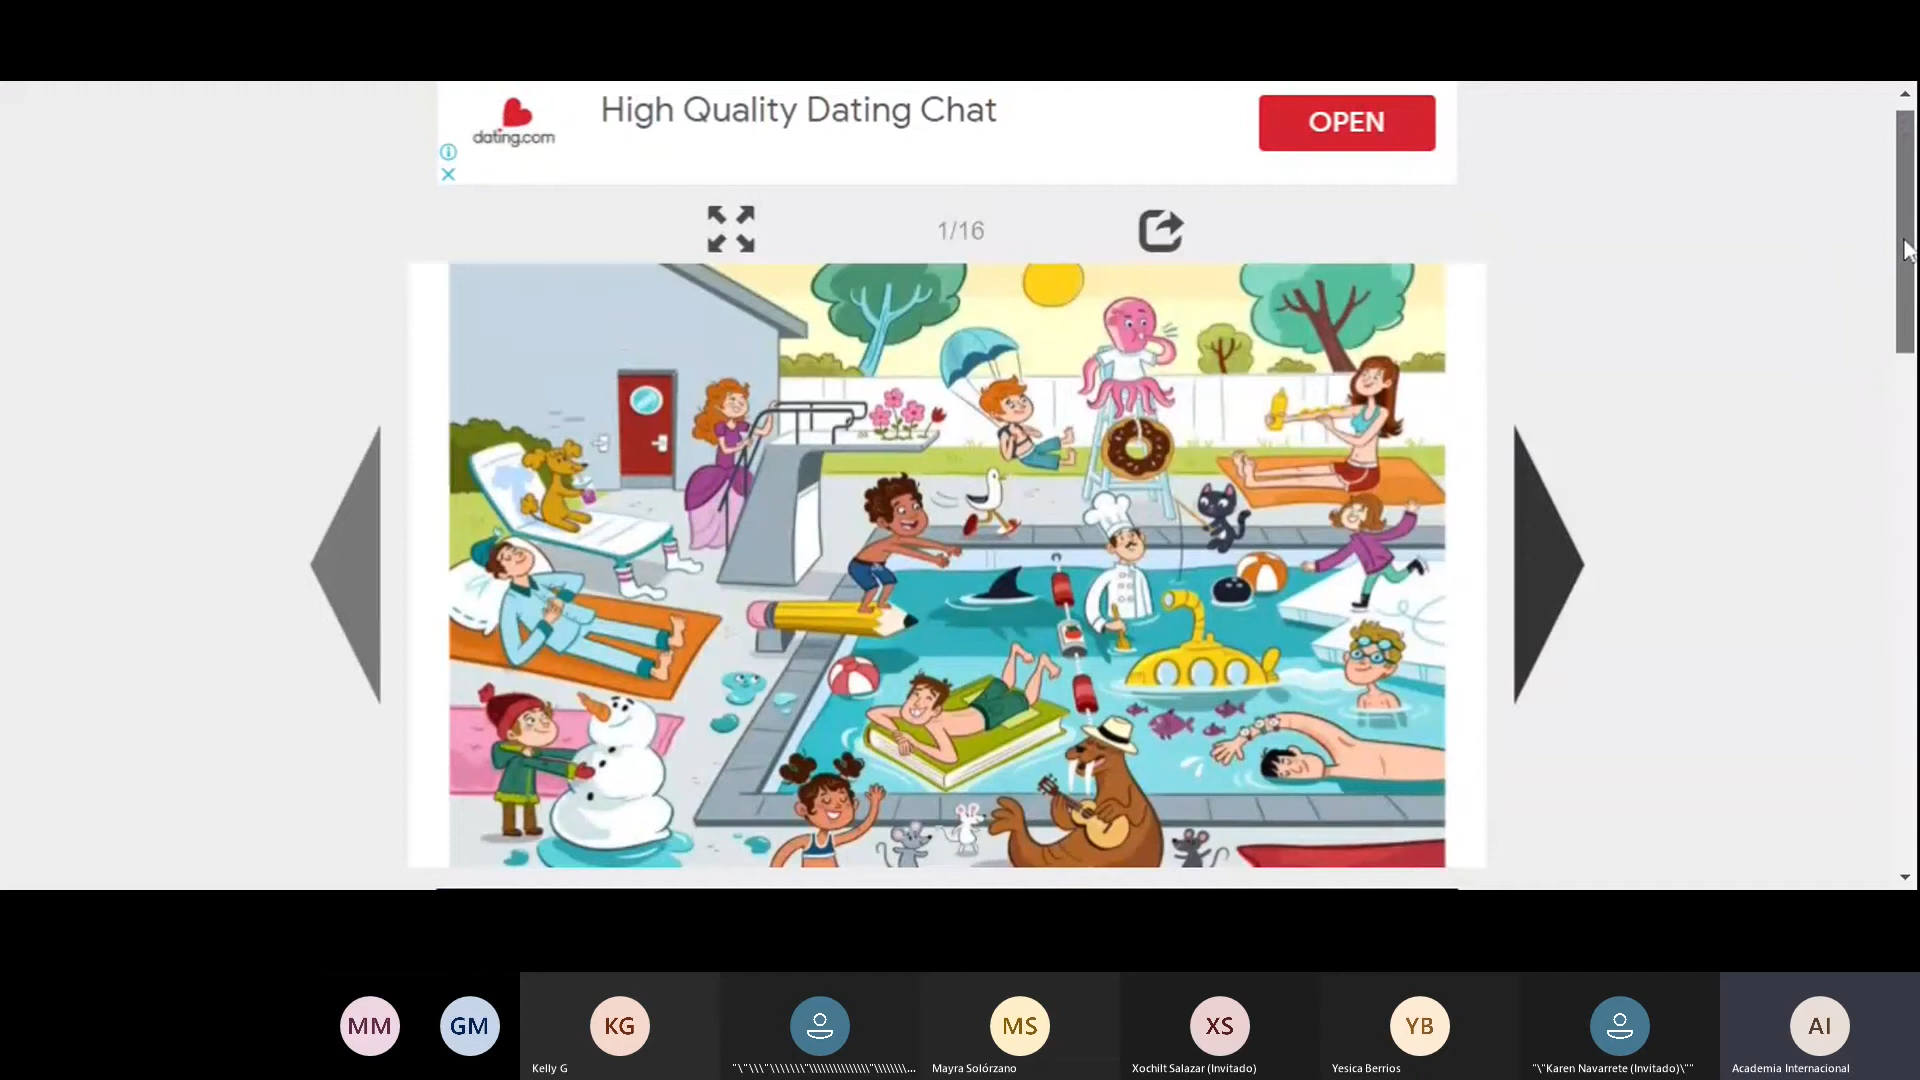 High Quality Dating Chat
dating.com
OPEN
1/16
MM
GM
KG
MS
XS
YB
AI
Kelly G
"\"\\\"\\\\\\\"\\\\\\\\\\\\\\\"\\\\\\\\...
Mayra Solórzano
Xochilt Salazar (Invitado)
Yesica Berrios
"\"Karen Navarrete (Invitado)\""
Academia Internacional